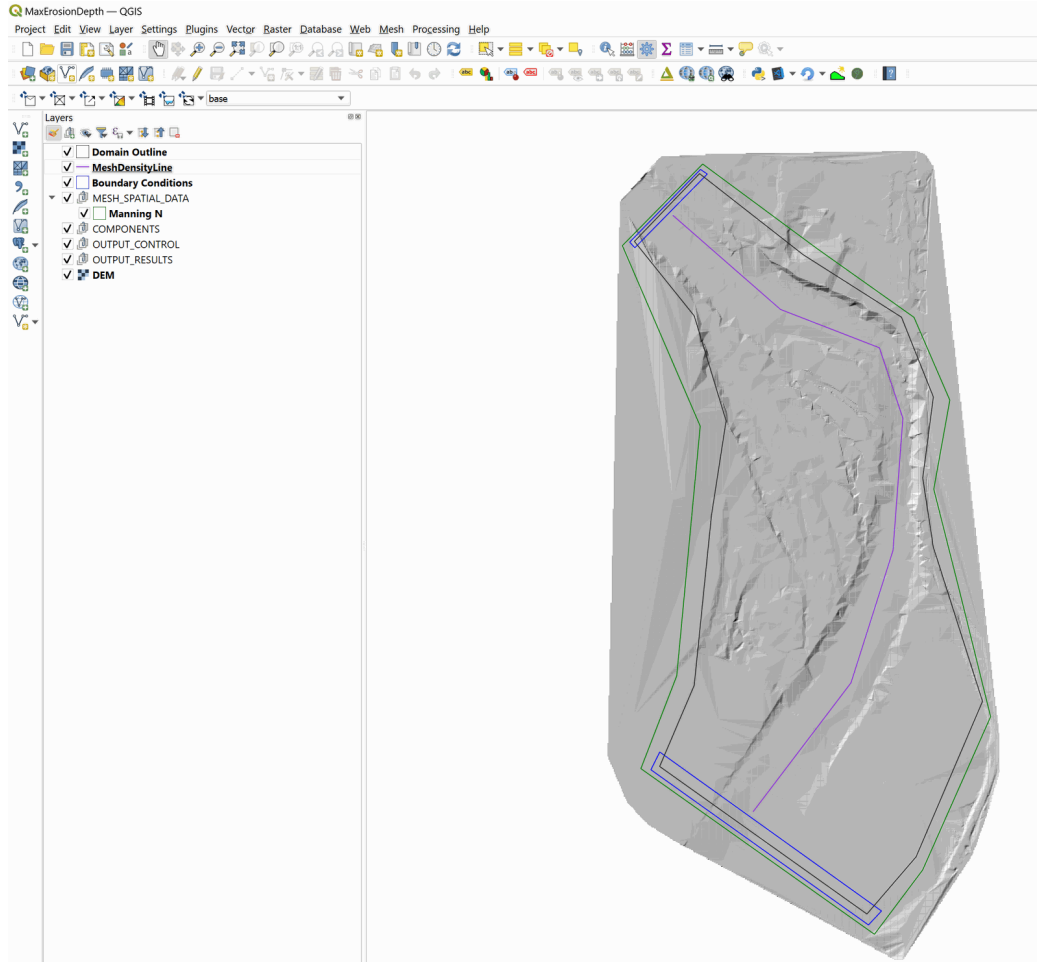 MaxErosionDepth — QGIS
Project Edit View Layer Settings Plugins Vector Raster Database Web Mesh Processing Help
base
Layers
Domain Outline
MeshDensityLine
Boundary Conditions
MESH_SPATIAL_DATA
Manning N
COMPONENTS
OUTPUT_CONTROL
OUTPUT_RESULTS
DEM